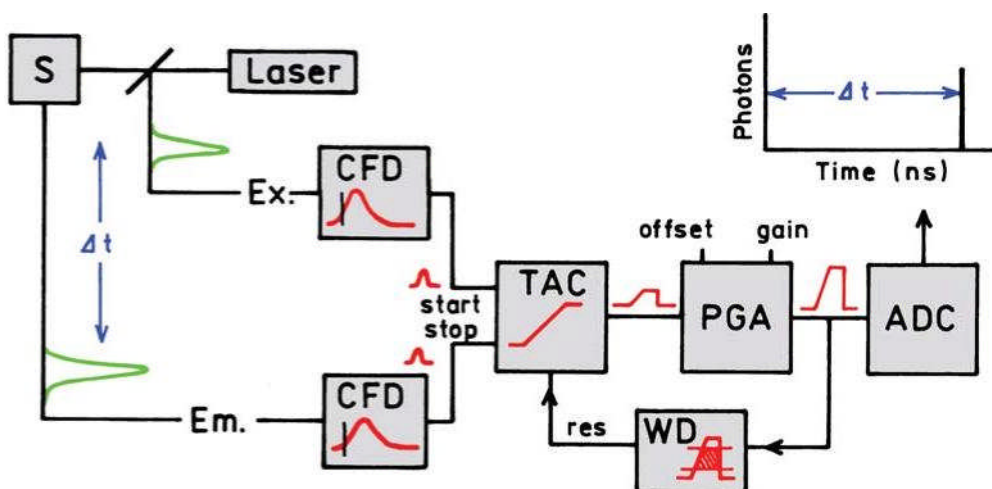 S
Laser
Photons
Δt
Time (ns)
CFD
Ex.
Δt
offset
gain
TAC
start
stop
PGA
ADC
CFD
Em.
res
WD